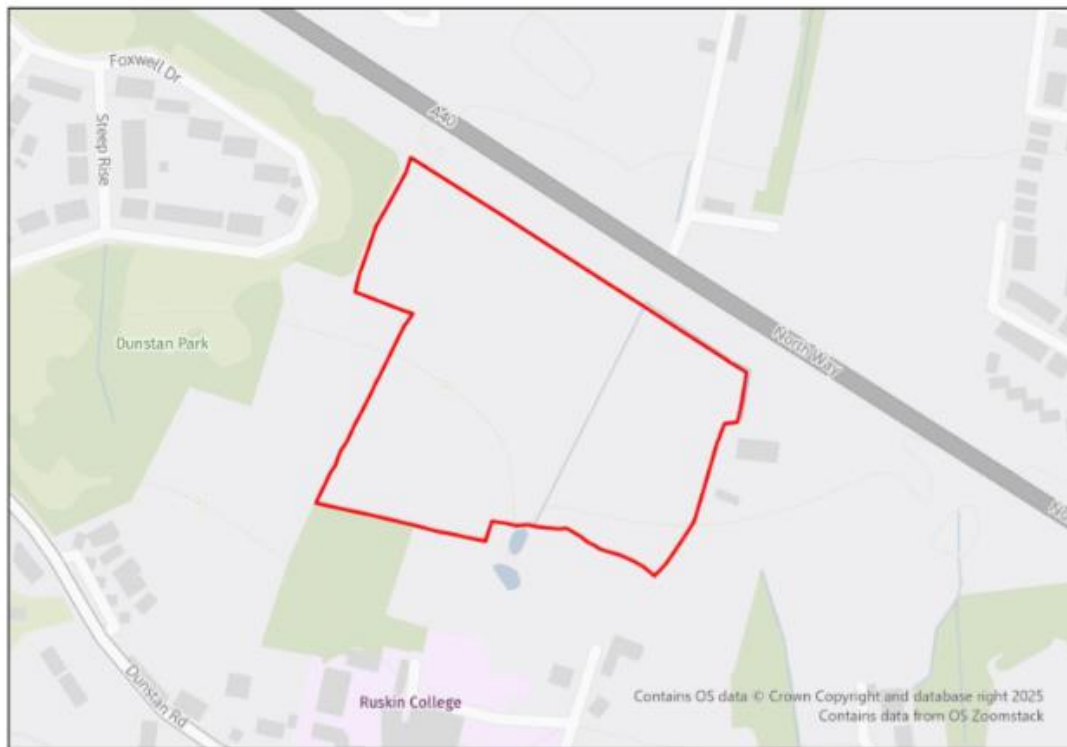 Foxwell Dr
Steep Rise
A40
North Way
Dunstan Park
Dunstan Rd
Ruskin College
Contains OS data © Crown Copyright and database right 2025
Contains data from OS Zoomstack